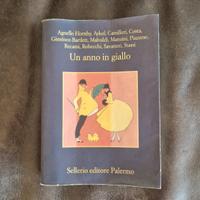 Agnello Hornby, Aykol, Camilleri, Costa,
Giménez-Bartlett, Malvaldi, Manzini, Piazzese,
Recami, Robecchi, Savatteri, Stassi
Un anno in giallo
Sellerio editore Palermo